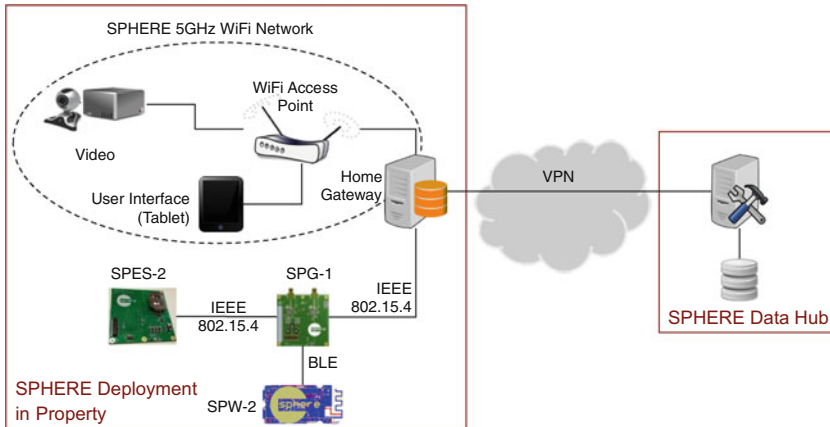 SPHERE 5GHz WiFi Network
WiFi Access
Point
Video
Home
Gateway
VPN
User Interface
(Tablet)
SPES-2
SPG-1
IEEE
802.15.4
IEEE
802.15.4
SPHERE Data Hub
BLE
SPHERE Deployment
in Property
SPW-2
sphere